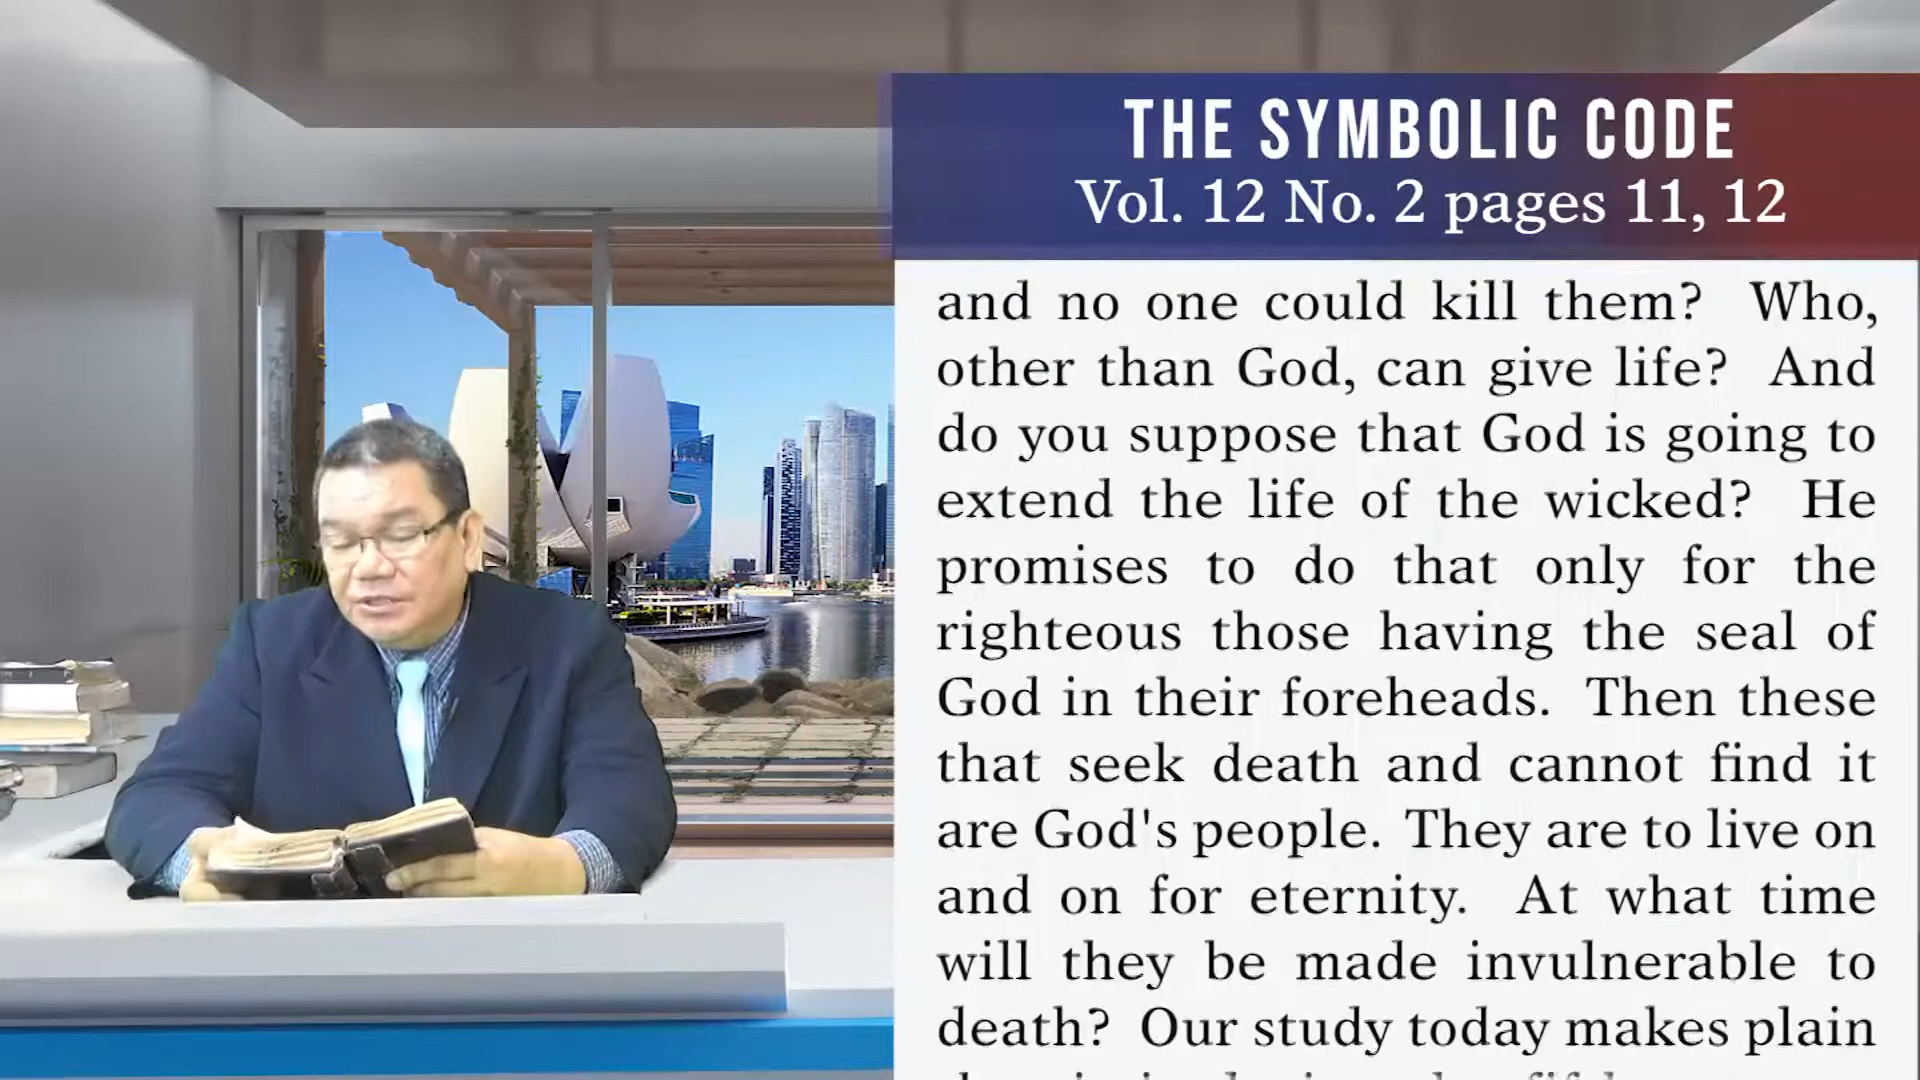 THE SYMBOLIC CODE
Vol. 12 No. 2 pages 11, 12
and no one could kill them? Who,
other than God, can give life? And
do you suppose that God is going to
extend the life of the wicked? He
promises to do that only for the
righteous those having the seal of
God in their foreheads. Then these
that seek death and cannot find it
are God's people. They are to live on
and on for eternity. At what time
will they be made invulnerable to
death? Our study today makes plain